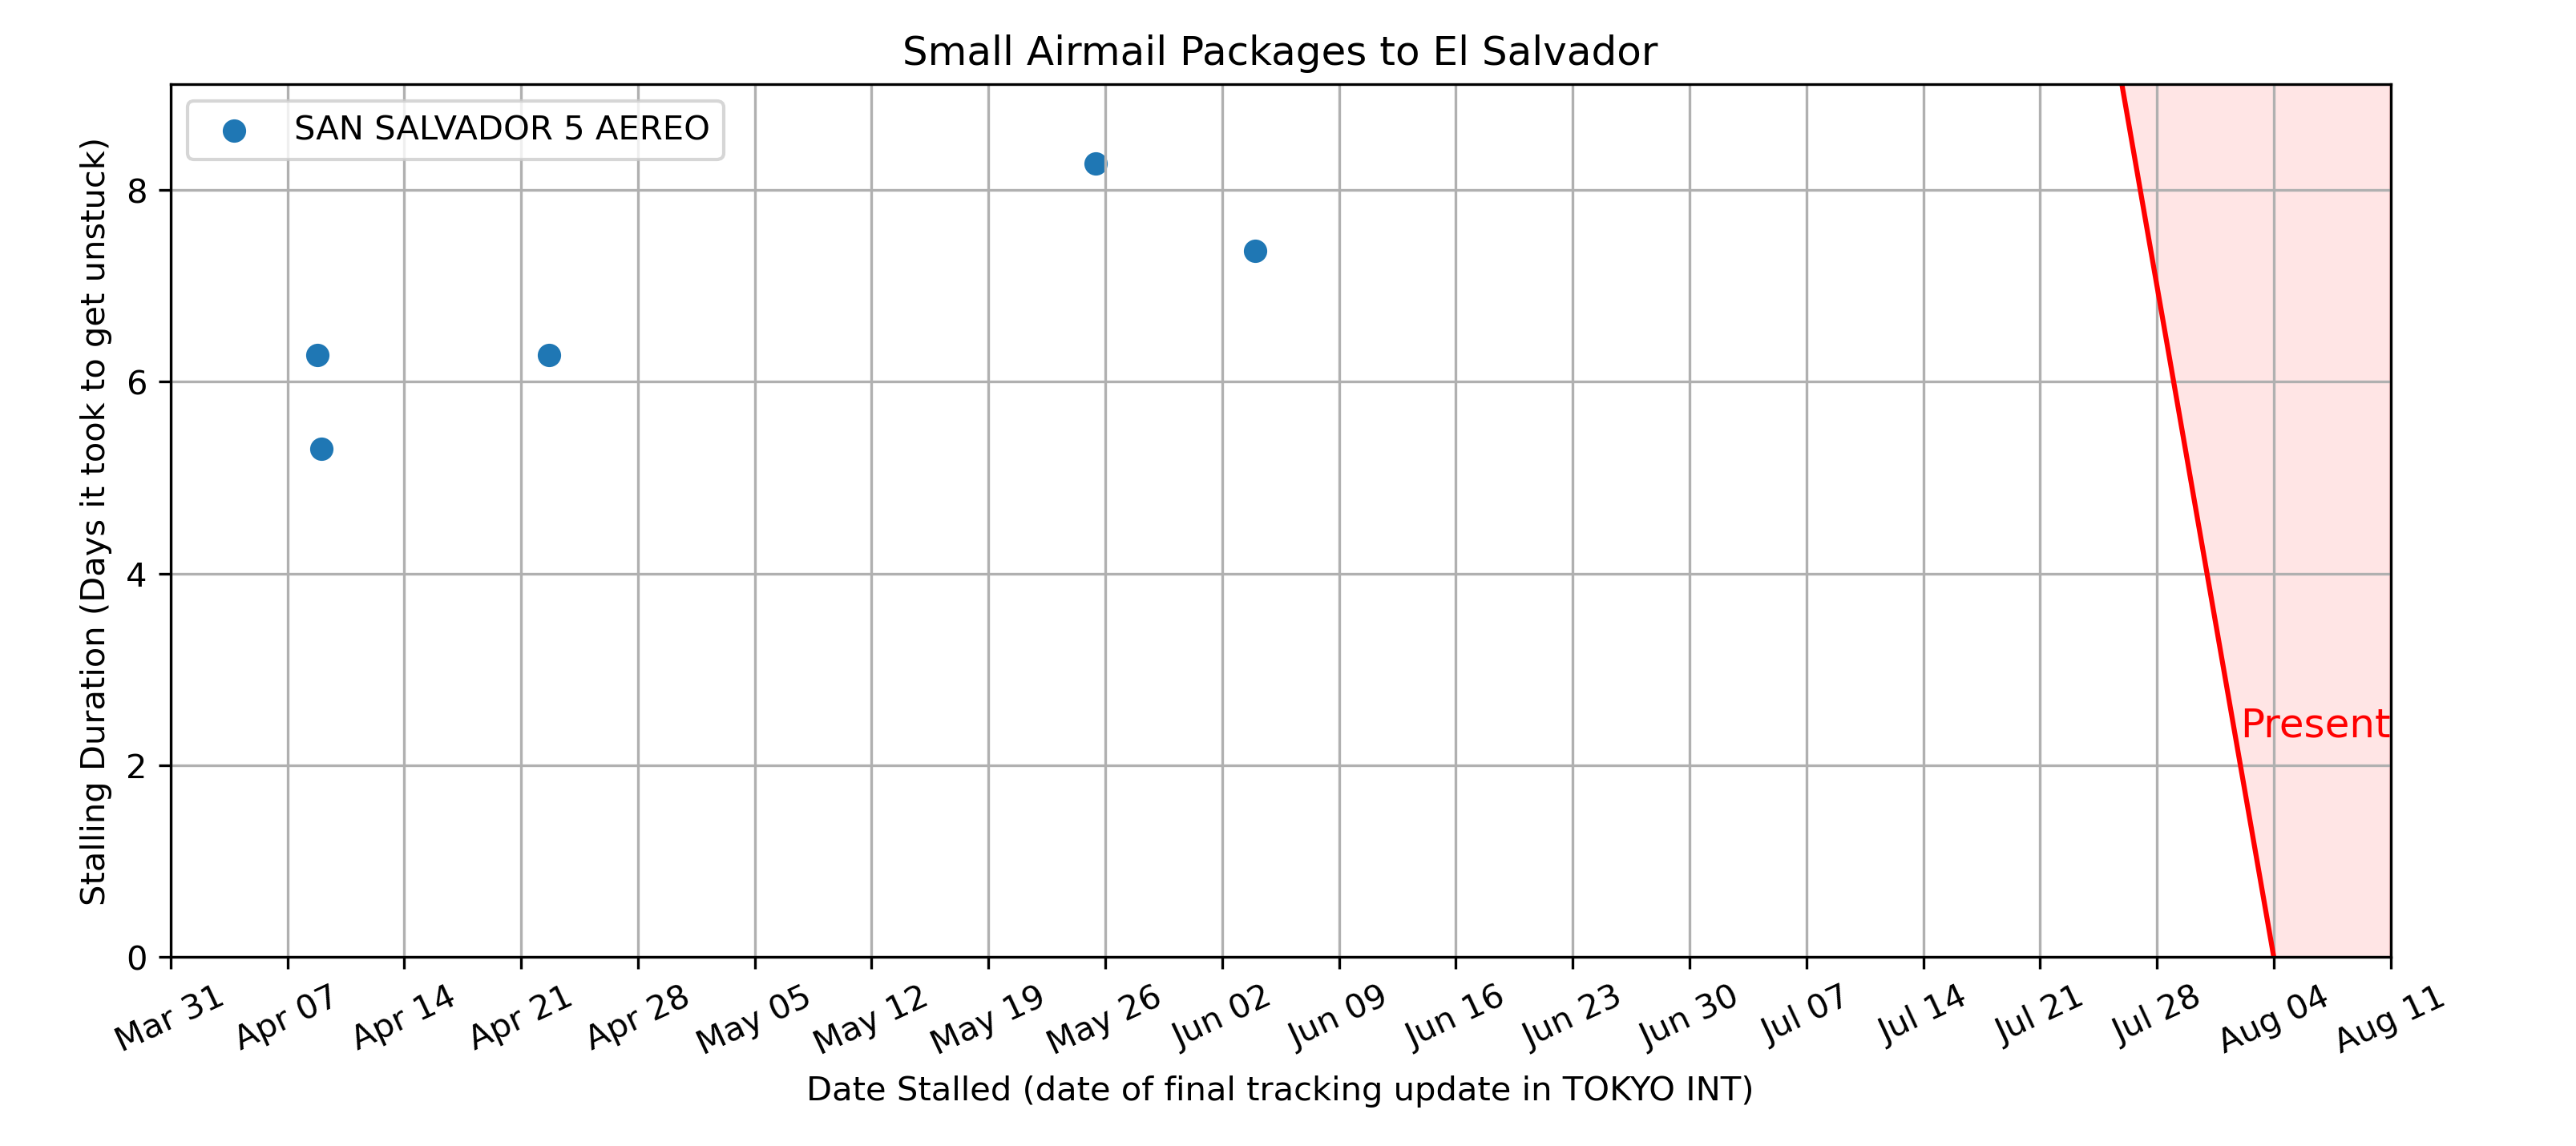 Small Airmail Packages to El Salvador
SAN SALVADOR 5 AEREO
Stalling Duration (Days it took to get unstuck)
8
6
4
2
0
Present
Mar 31 Apr 07 Apr 14 Apr 21 Apr 28 May 05 May 12 May 19 May 26 Jun 02 Jun 09 Jun 16 Jun 23 Jun 30 Jul 07 Jul 14 Jul 21 Jul 28 Aug 04 Aug 11
Date Stalled (date of final tracking update in TOKYO INT)